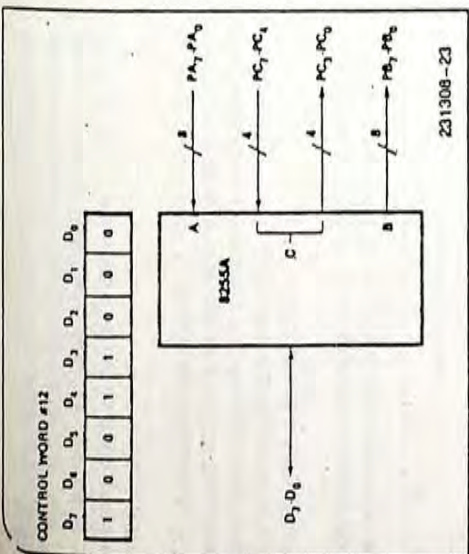 CONTROL WORD #12
D₇ D₆ D₅ D₄ D₃ D₂ D₁ D₀
1 0 0 1 1 0 0 0
8255A
A
8
PA₇-PA₀
4
PC₇-PC₄
C
4
PC₃-PC₀
B
8
PB₇-PB₀
D₇-D₀
231308-23